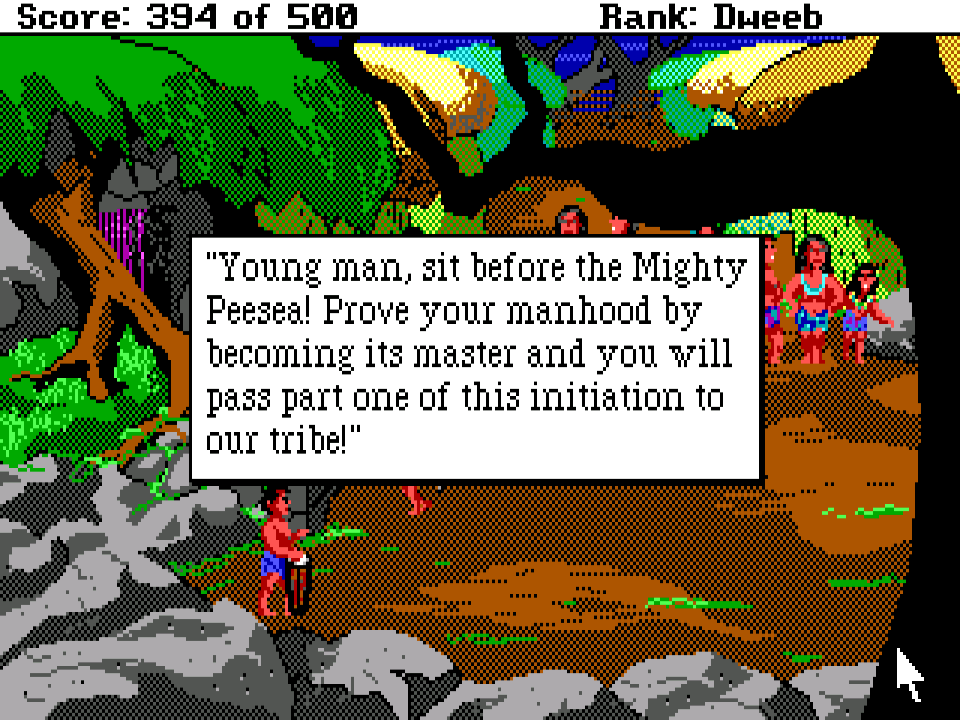 Score: 394 of 500 Rank: Dweeb
"Young man, sit before the Mighty
Peesea! Prove your manhood by
becoming its master and you will
pass part one of this initiation to
our tribe!"